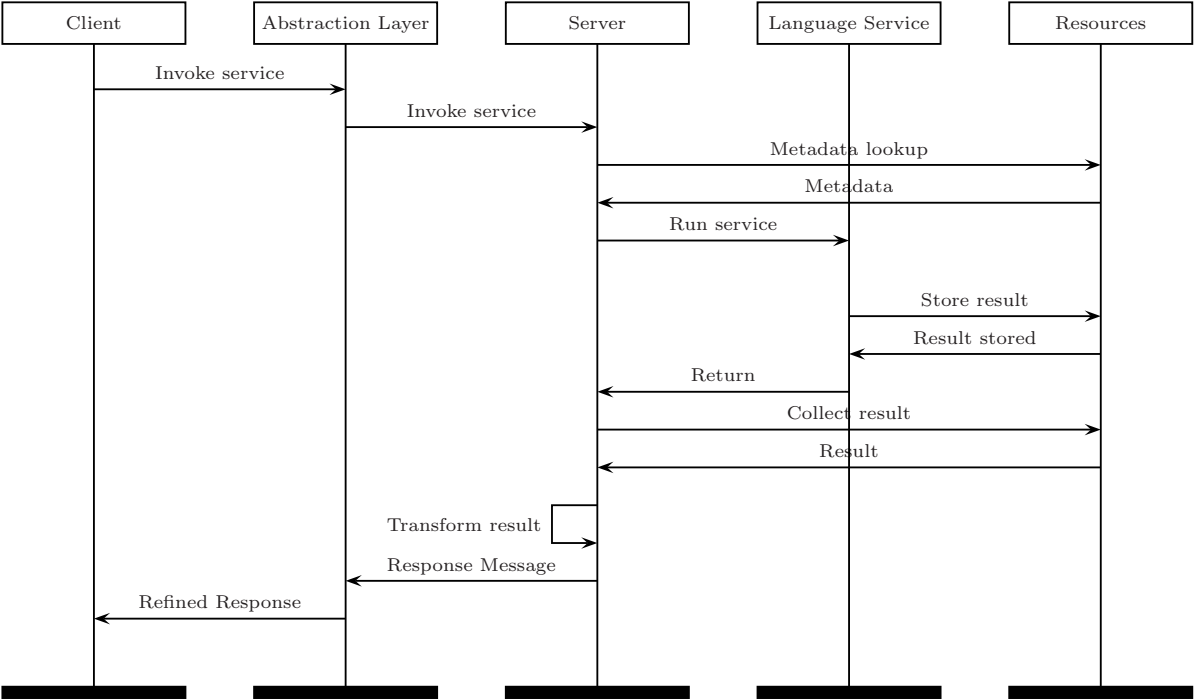 Client
Abstraction Layer
Server
Language Service
Resources
Invoke service
Invoke service
Metadata lookup
Metadata
Run service
Store result
Result stored
Return
Collect result
Result
Transform result
Response Message
Refined Response